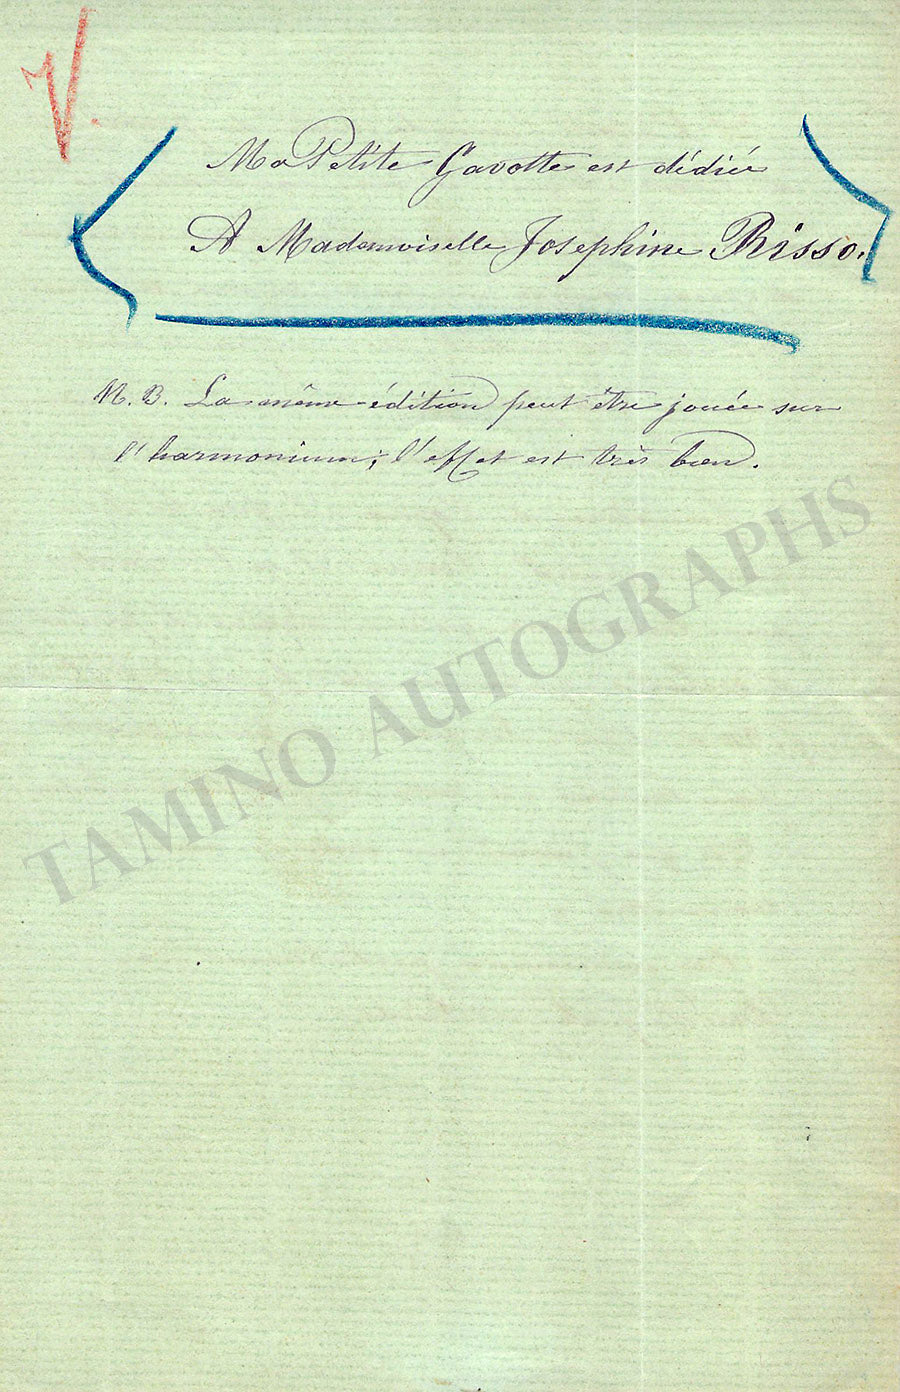 V.
Ma Petite Gavotte est dédiée
A Mademoiselle Josephine Risso.
N. B. La même édition peut être jouée sur
l'harmonium; l'effet est très bien.
TAMINO AUTOGRAPHS